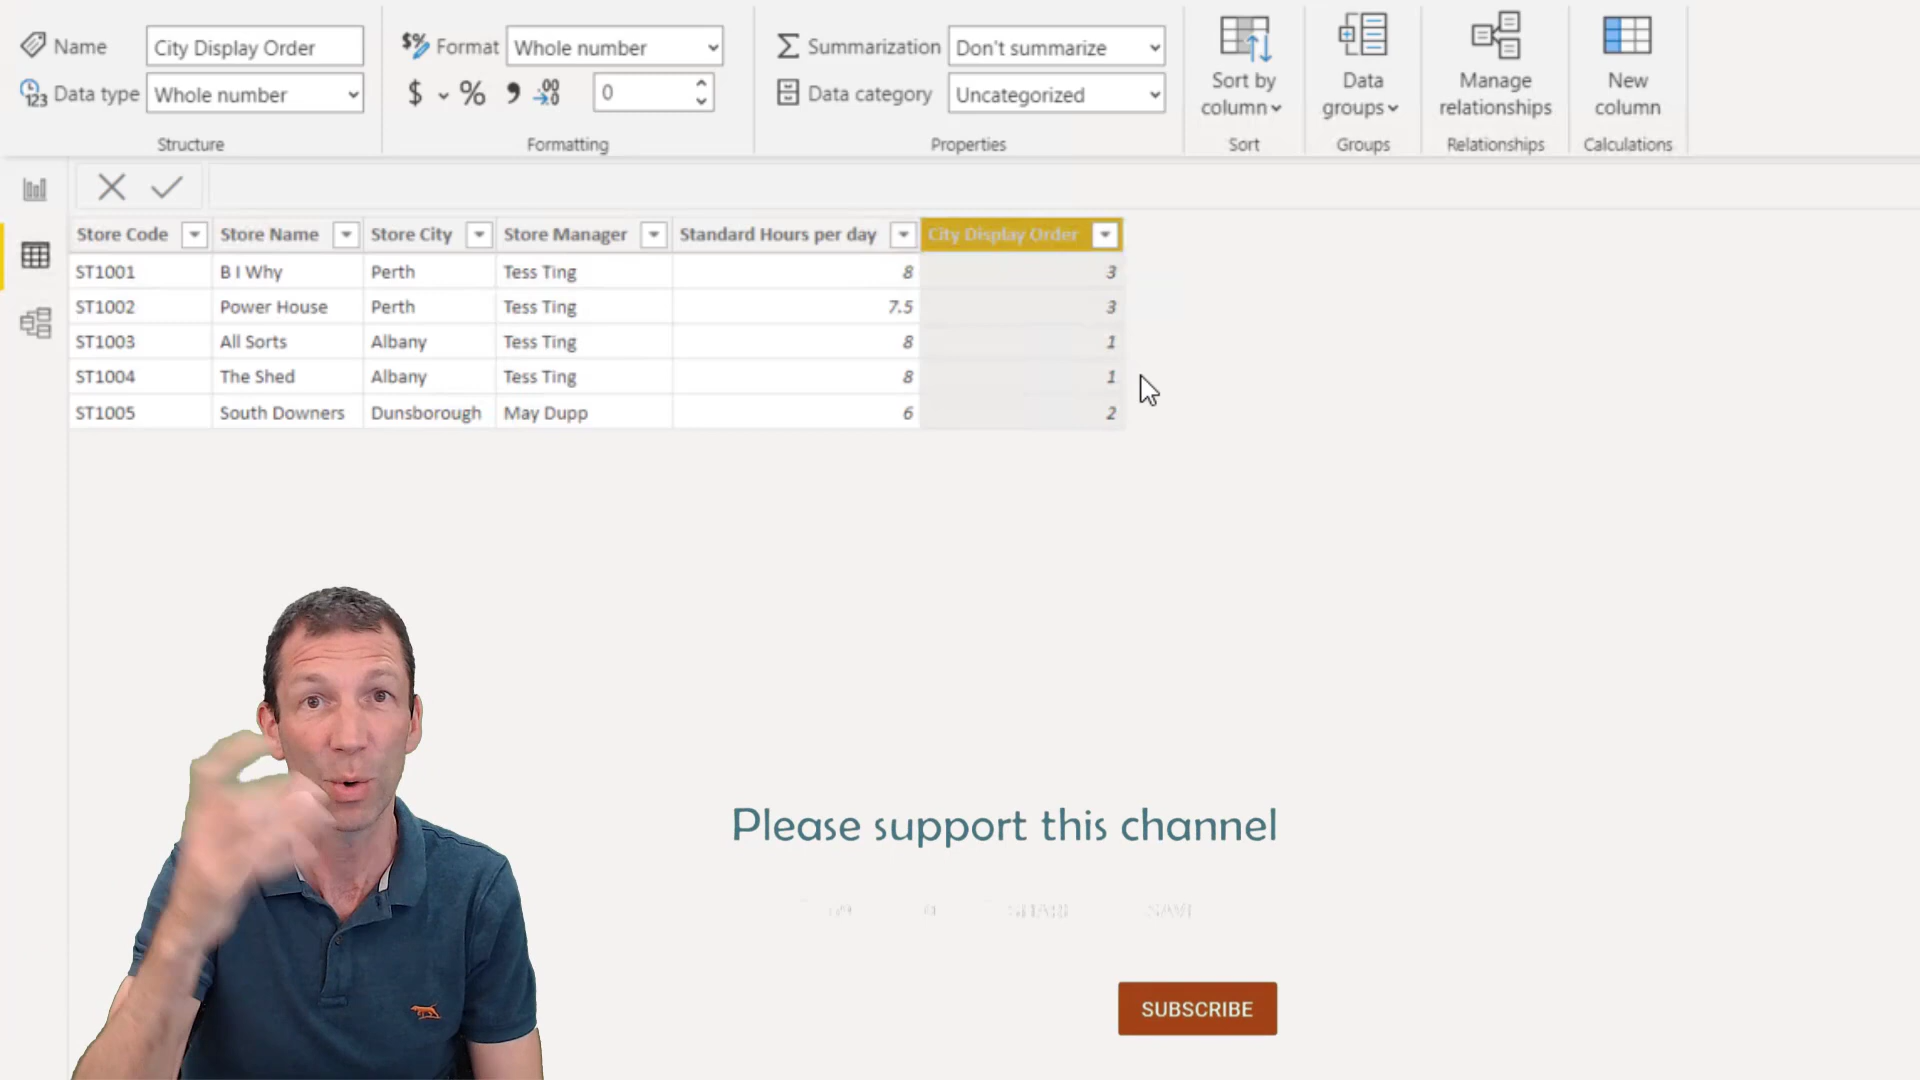 Name City Display Order Format Whole number Summarization Don't summarize
Data type Whole number $ % 0 Data category Uncategorized
Sort by column Data groups Manage relationships New column
Structure Formatting Properties Sort Groups Relationships Calculations
Store Code Store Name Store City Store Manager Standard Hours per day City Display Order
ST1001 B I Why Perth Tess Ting 8 3
ST1002 Power House Perth Tess Ting 7.5 3
ST1003 All Sorts Albany Tess Ting 8 1
ST1004 The Shed Albany Tess Ting 8 1
ST1005 South Downers Dunsborough May Dupp 6 2
Please support this channel
SUBSCRIBE